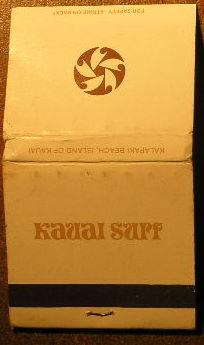 FOR SAFETY - STRIKE ON BACK!
KALAPAKI BEACH, ISLAND OF KAUAI
Kauai Surf